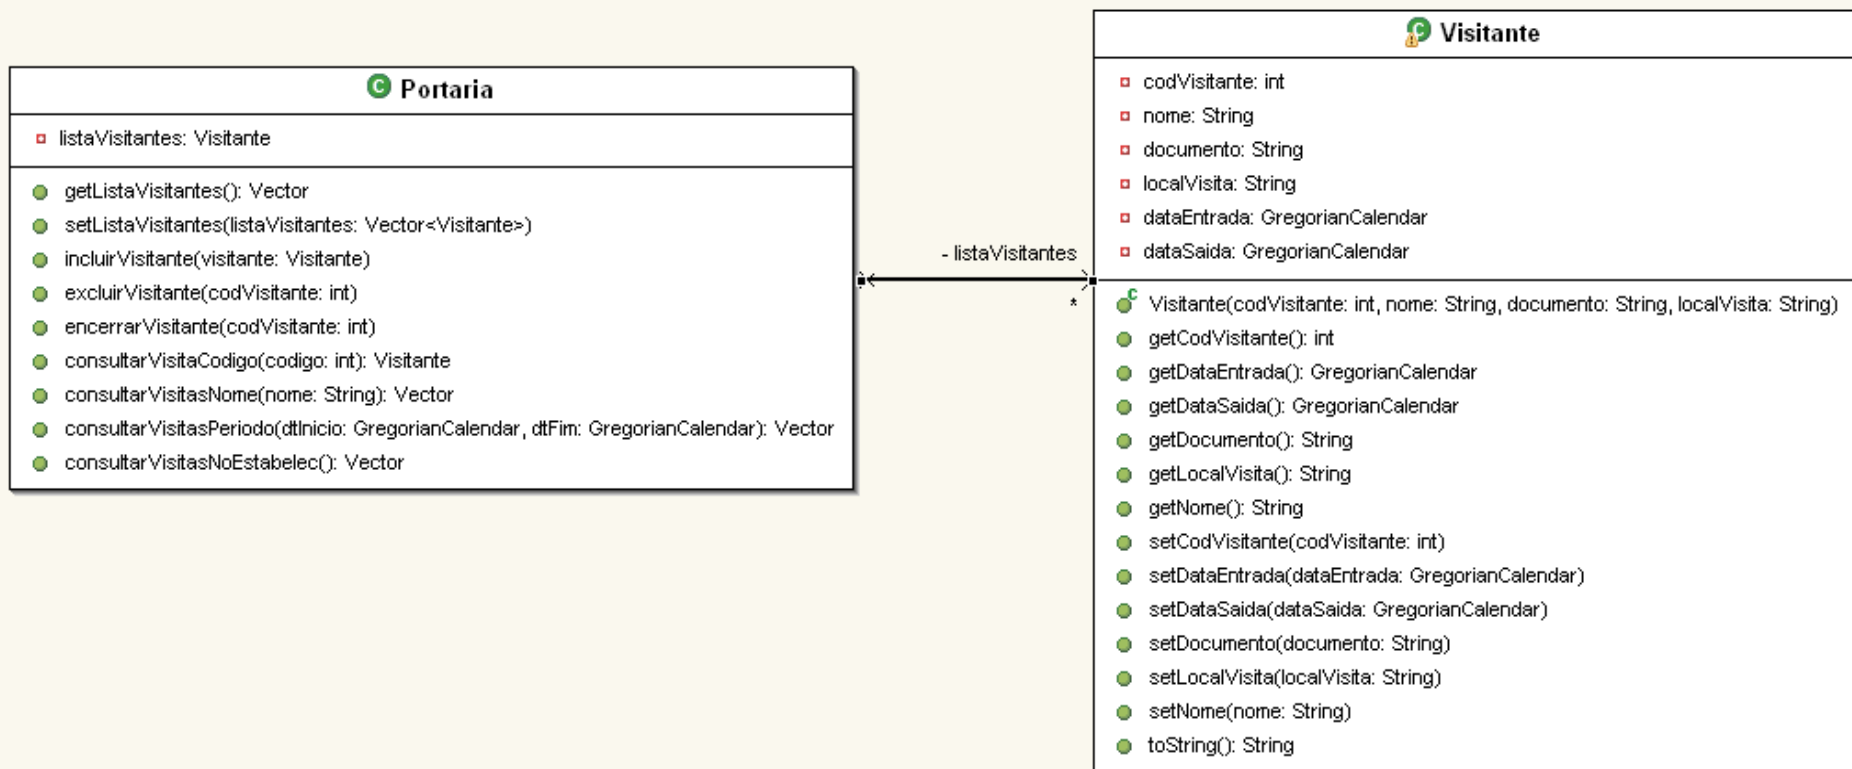 Portaria
listaVisitantes: Visitante
getListaVisitantes(): Vector
setListaVisitantes(listaVisitantes: Vector<Visitante>)
incluirVisitante(visitante: Visitante)
excluirVisitante(codVisitante: int)
encerrarVisitante(codVisitante: int)
consultarVisitaCodigo(codigo: int): Visitante
consultarVisitasNome(nome: String): Vector
consultarVisitasPeriodo(dtInicio: GregorianCalendar, dtFim: GregorianCalendar): Vector
consultarVisitasNoEstabelec(): Vector
- listaVisitantes
*
Visitante
codVisitante: int
nome: String
documento: String
localVisita: String
dataEntrada: GregorianCalendar
dataSaida: GregorianCalendar
Visitante(codVisitante: int, nome: String, documento: String, localVisita: String)
getCodVisitante(): int
getDataEntrada(): GregorianCalendar
getDataSaida(): GregorianCalendar
getDocumento(): String
getLocalVisita(): String
getNome(): String
setCodVisitante(codVisitante: int)
setDataEntrada(dataEntrada: GregorianCalendar)
setDataSaida(dataSaida: GregorianCalendar)
setDocumento(documento: String)
setLocalVisita(localVisita: String)
setNome(nome: String)
toString(): String